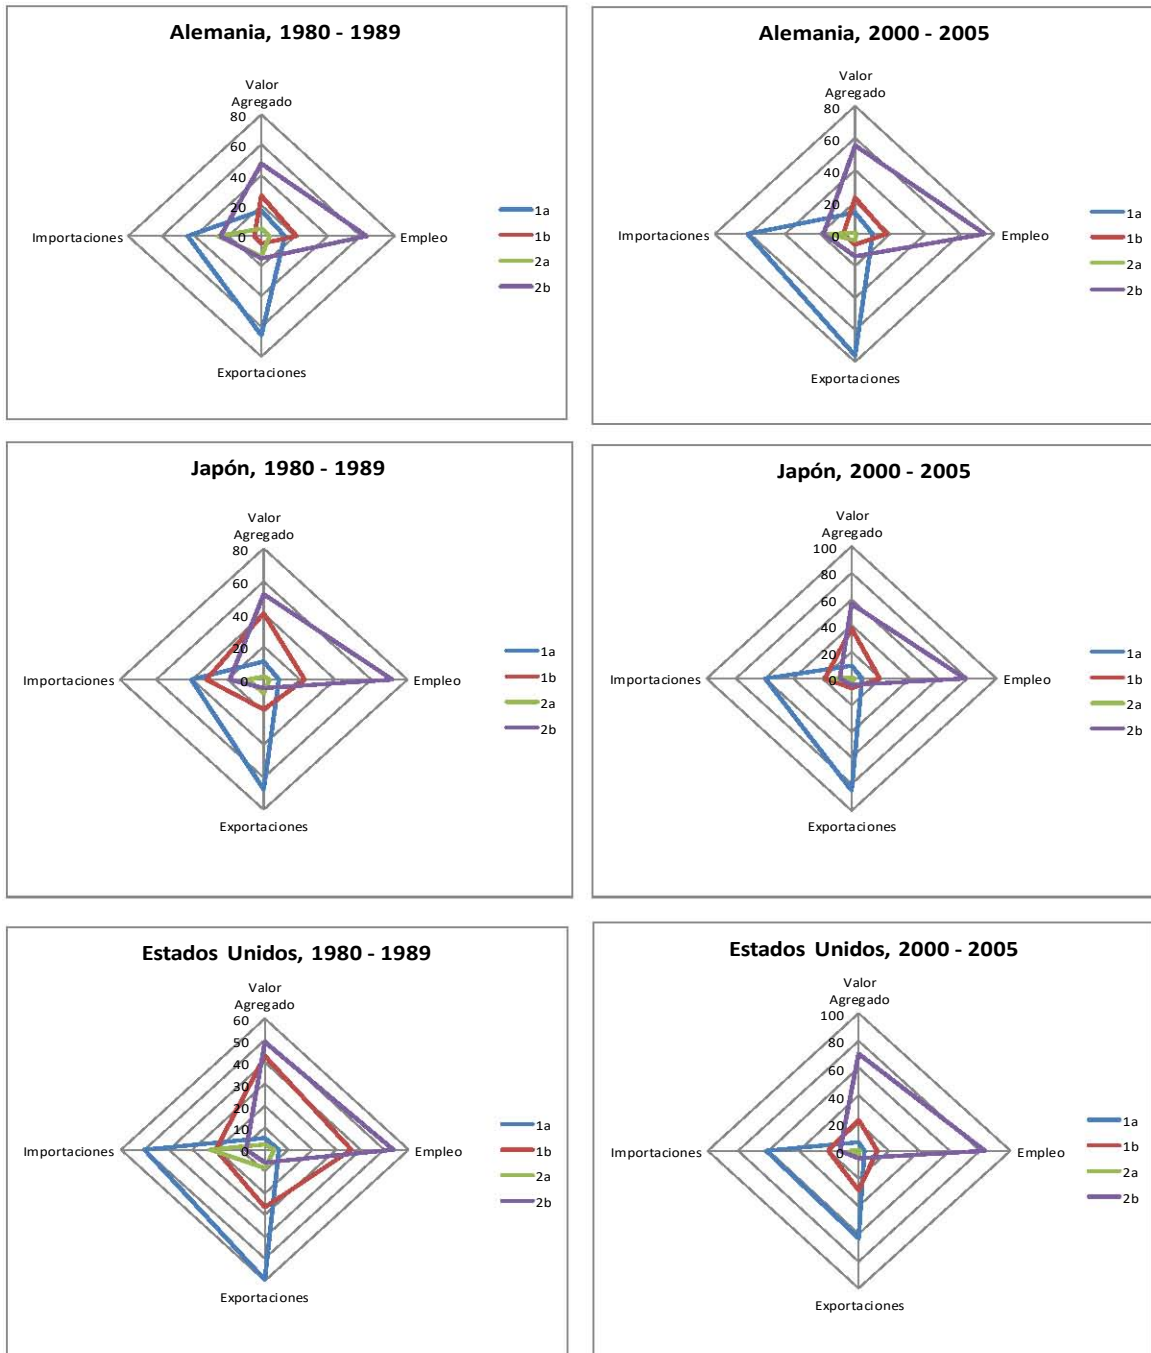 Alemania, 1980 - 1989
Valor
Agregado
80
60
40
20
0
Importaciones
Empleo
Exportaciones
1a
1b
2a
2b
Alemania, 2000 - 2005
Valor
Agregado
80
60
40
20
0
Importaciones
Empleo
Exportaciones
1a
1b
2a
2b
Japón, 1980 - 1989
Valor
Agregado
80
60
40
20
0
Importaciones
Empleo
Exportaciones
1a
1b
2a
2b
Japón, 2000 - 2005
Valor
Agregado
100
80
60
40
20
0
Importaciones
Empleo
Exportaciones
1a
1b
2a
2b
Estados Unidos, 1980 - 1989
Valor
Agregado
60
50
40
30
20
10
0
Importaciones
Empleo
Exportaciones
1a
1b
2a
2b
Estados Unidos, 2000 - 2005
Valor
Agregado
100
80
60
40
20
0
Importaciones
Empleo
Exportaciones
1a
1b
2a
2b